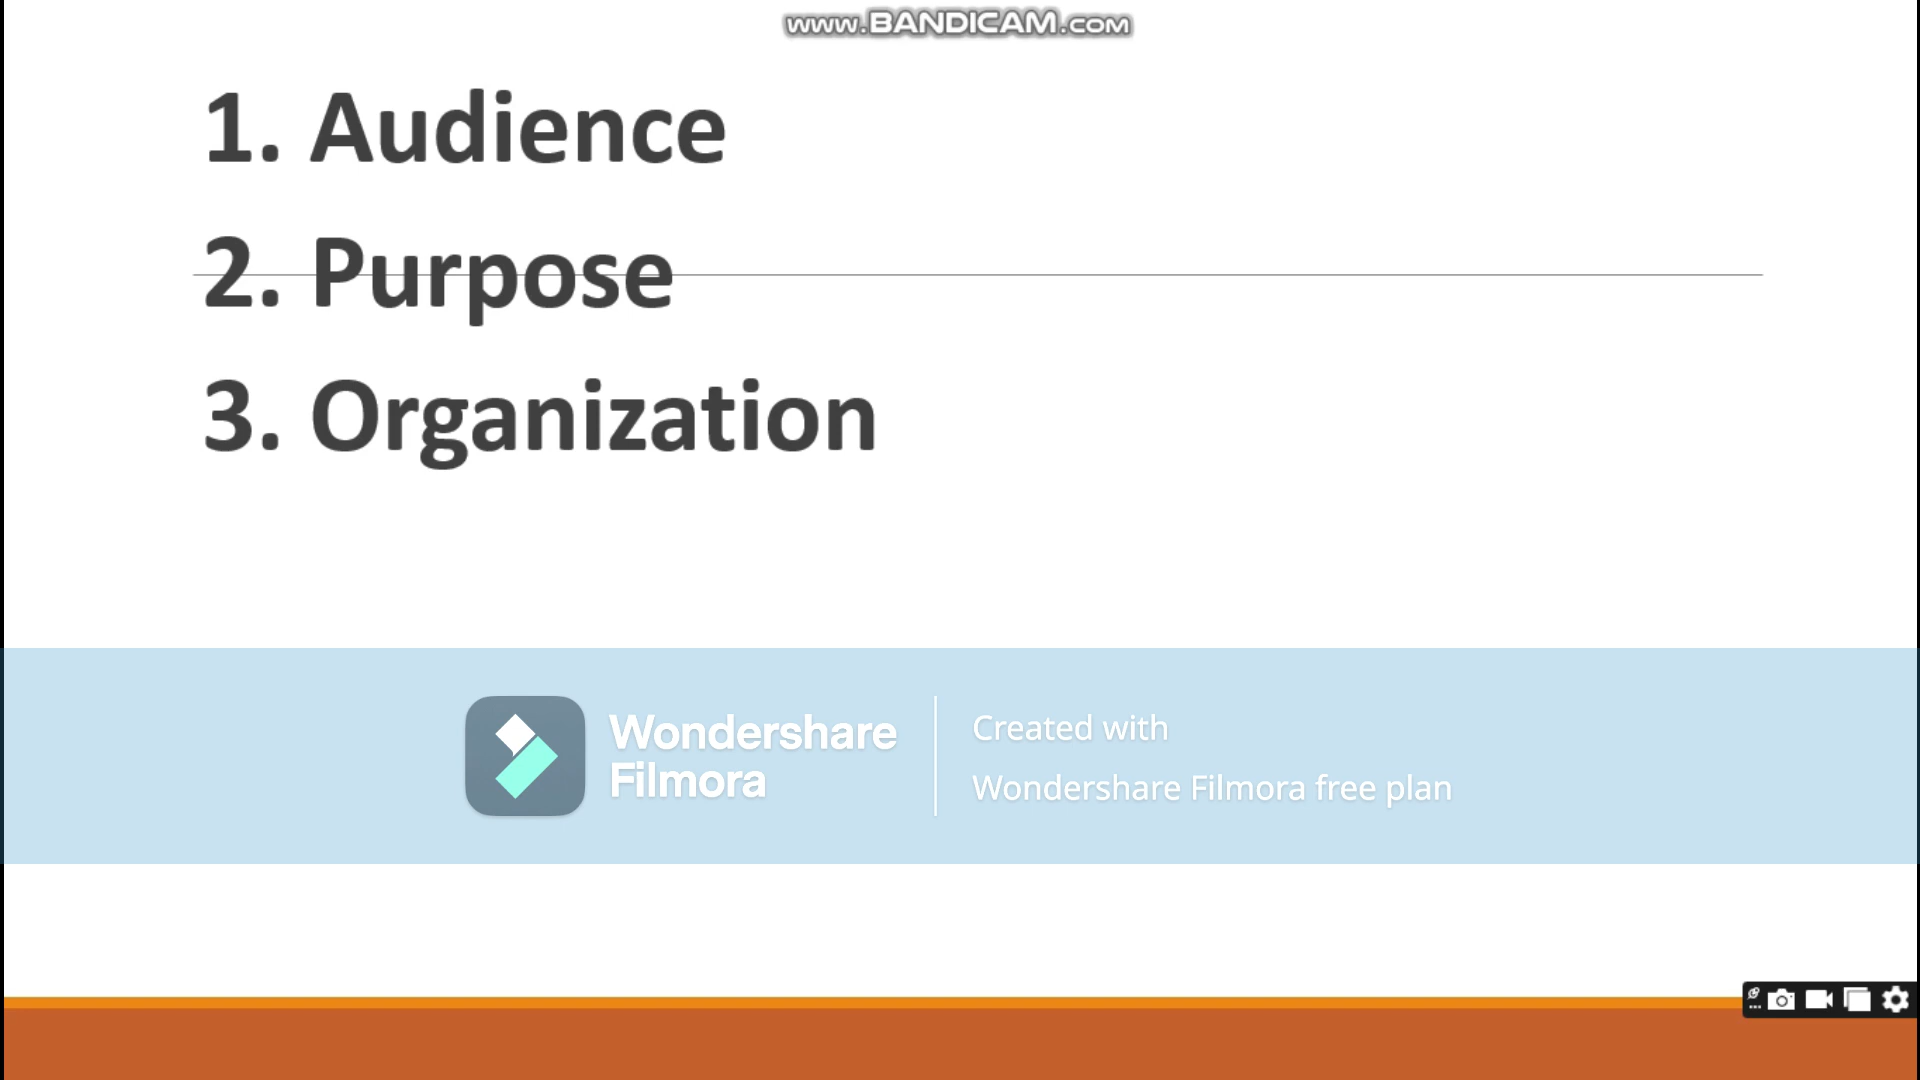 www.BANDICAM.com
1. Audience
2. Purpose
3. Organization
Wondershare
Filmora
Created with
Wondershare Filmora free plan